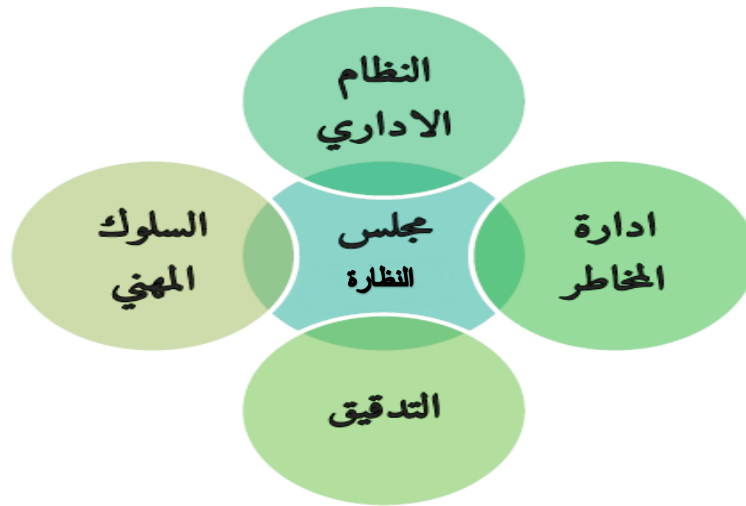 النظام
الاداري
ادارة
المخاطر
مجلس
النظارة
السلوك
المهني
التدقيق